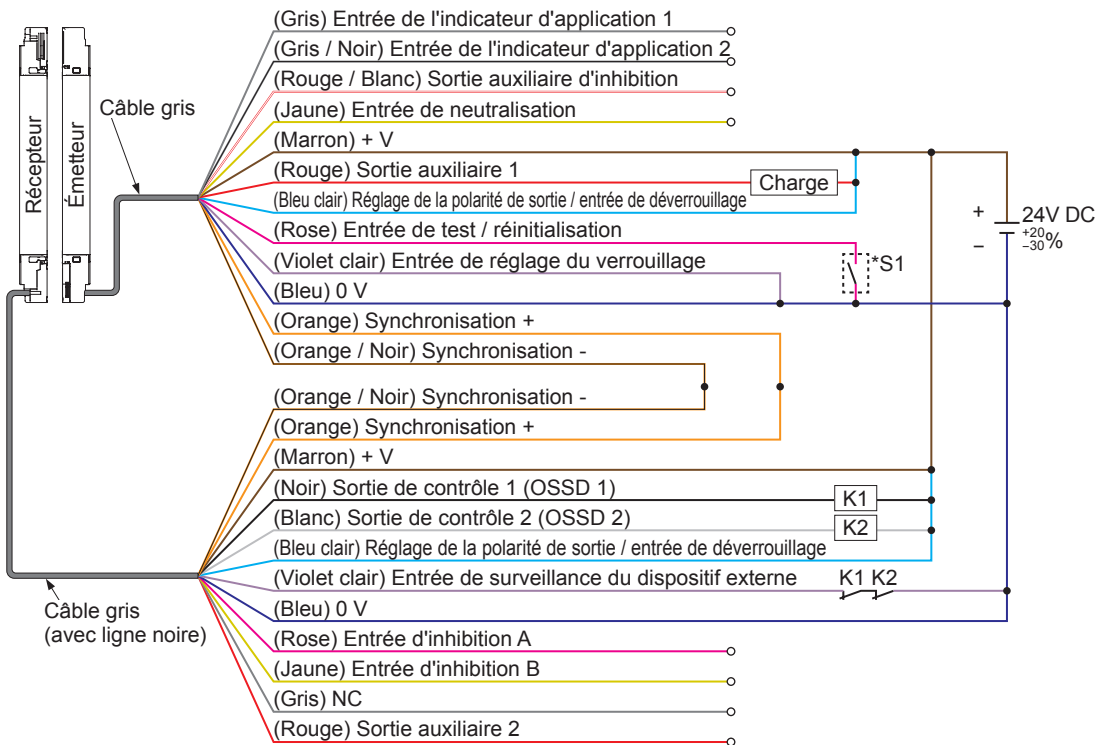 (Gris) Entrée de l'indicateur d'application 1
(Gris / Noir) Entrée de l'indicateur d'application 2
(Rouge / Blanc) Sortie auxiliaire d'inhibition
(Jaune) Entrée de neutralisation
(Marron) + V
(Rouge) Sortie auxiliaire 1
Charge
(Bleu clair) Réglage de la polarité de sortie / entrée de déverrouillage
(Rose) Entrée de test / réinitialisation
(Violet clair) Entrée de réglage du verrouillage
(Bleu) 0 V
(Orange) Synchronisation +
(Orange / Noir) Synchronisation -
Câble gris
Récepteur
Émetteur
+
−
24V DC
+20
−30 %
*S1
(Orange / Noir) Synchronisation -
(Orange) Synchronisation +
(Marron) + V
(Noir) Sortie de contrôle 1 (OSSD 1)
K1
(Blanc) Sortie de contrôle 2 (OSSD 2)
K2
(Bleu clair) Réglage de la polarité de sortie / entrée de déverrouillage
(Violet clair) Entrée de surveillance du dispositif externe
K1 K2
(Bleu) 0 V
(Rose) Entrée d'inhibition A
(Jaune) Entrée d'inhibition B
(Gris) NC
(Rouge) Sortie auxiliaire 2
Câble gris
(avec ligne noire)